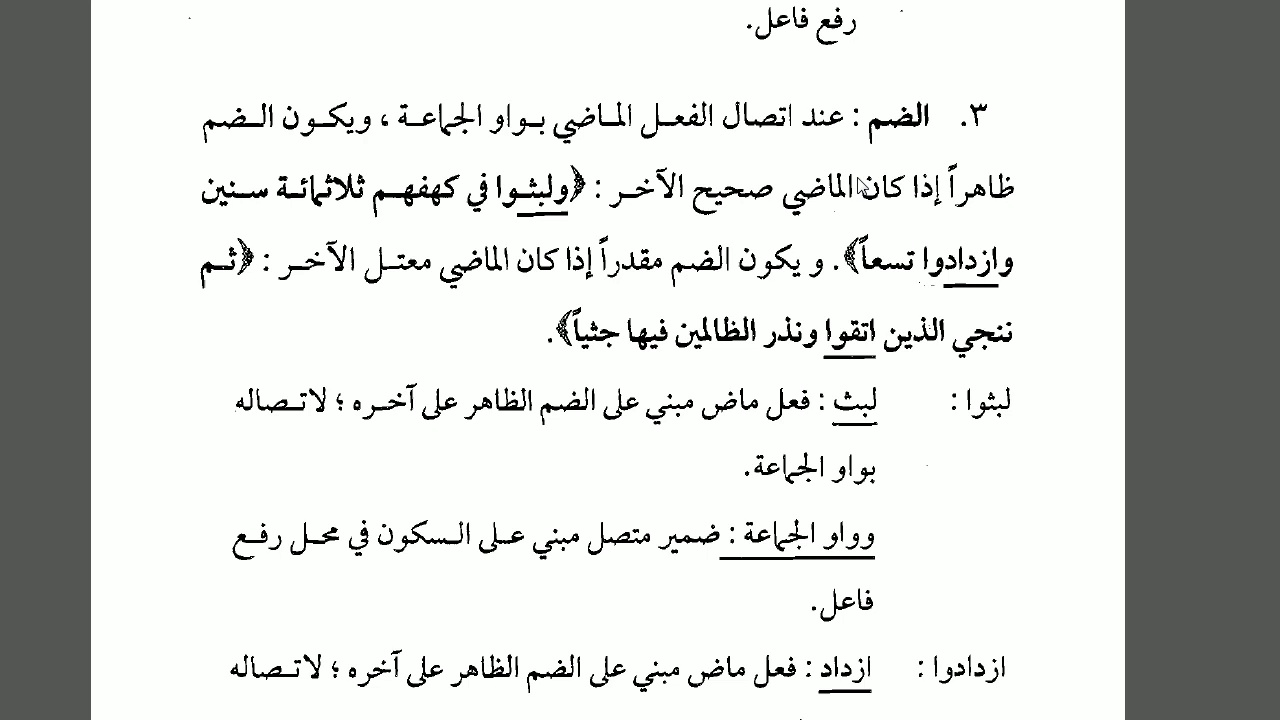 رفع فاعل.
٣. الضم : عند اتصال الفعل الماضي بواو الجماعة ، ويكون الضم
ظاهراً إذا كان الماضي صحيح الآخر : ﴿ولبثوا في كهفهم ثلاثمائة سنين
وازدادوا تسعاً﴾. و يكون الضم مقدراً إذا كان الماضي معتل الآخر : ﴿ثم
ننجي الذين اتقوا ونذر الظالمين فيها جثياً﴾.
لبثوا : لبث : فعل ماض مبني على الضم الظاهر على آخره ؛ لاتصاله
بواو الجماعة.
وواو الجماعة : ضمير متصل مبني على السكون في محل رفع
فاعل.
ازدادوا : ازداد : فعل ماض مبني على الضم الظاهر على آخره ؛ لاتصاله